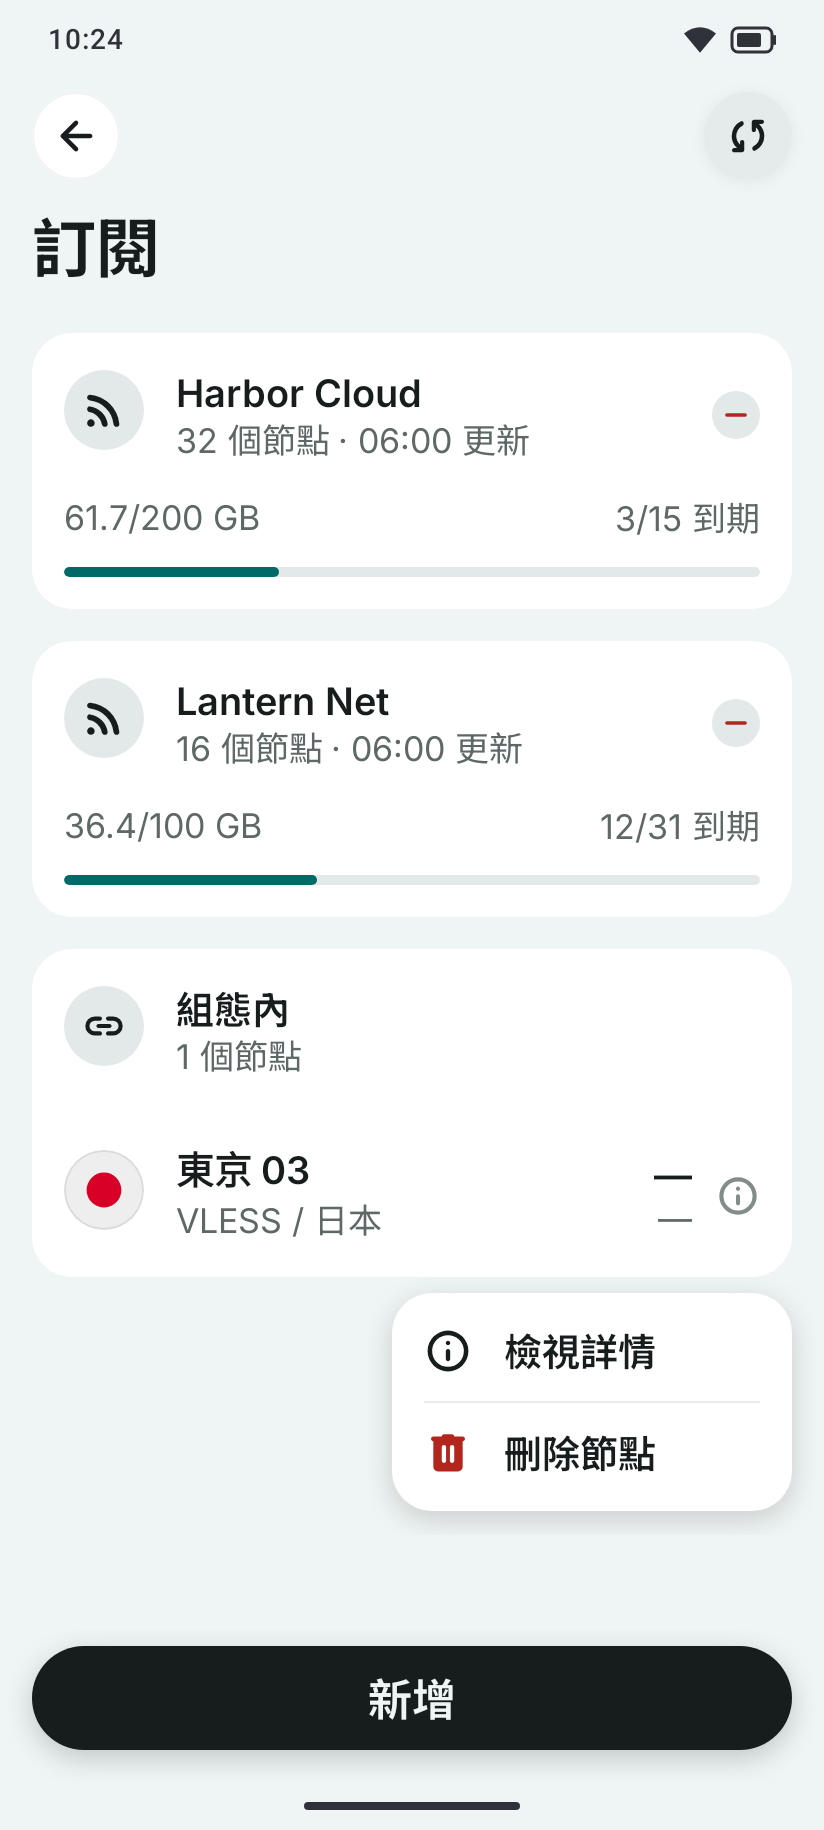 10:24
訂閱
Harbor Cloud
32 個節點 · 06:00 更新
61.7/200 GB
3/15 到期
Lantern Net
16 個節點 · 06:00 更新
36.4/100 GB
12/31 到期
組態內
1 個節點
東京 03
—
VLESS / 日本
—
檢視詳情
刪除節點
新增